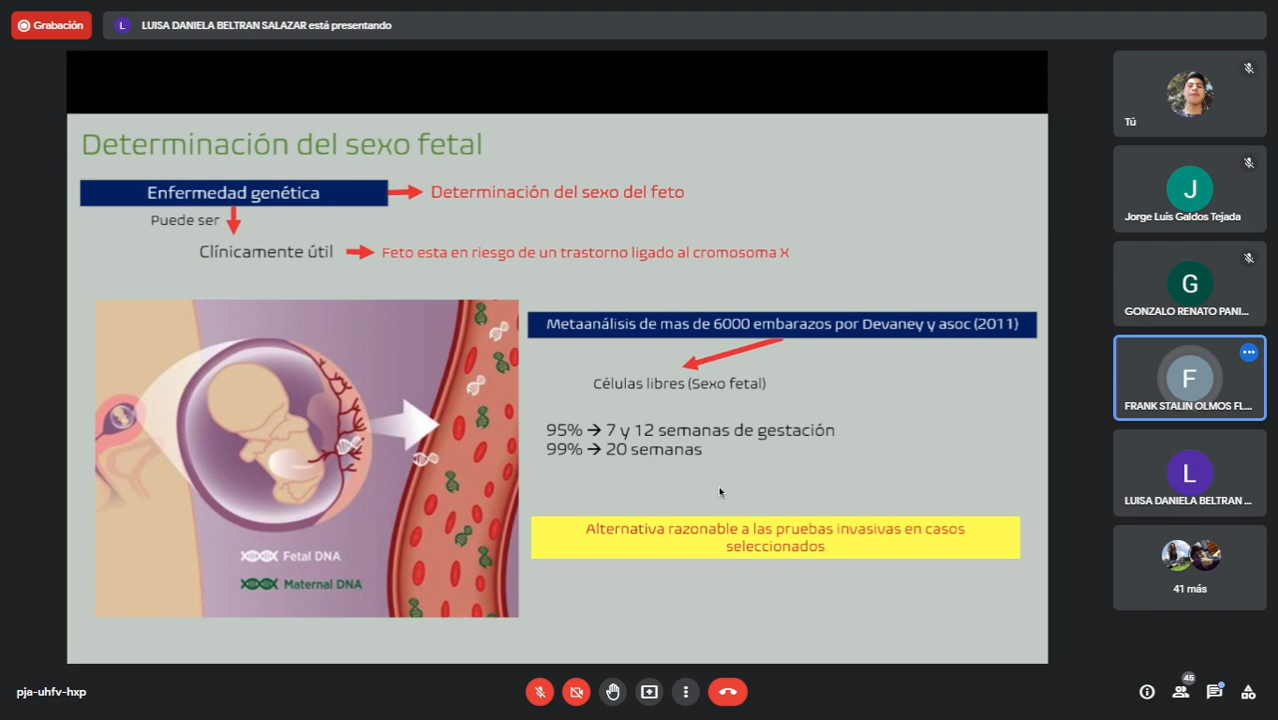 Grabación
L
LUISA DANIELA BELTRAN SALAZAR está presentando
Determinación del sexo fetal
Enfermedad genética
Determinación del sexo del feto
Puede ser
Clínicamente útil
Feto esta en riesgo de un trastorno ligado al cromosoma X
Metaanálisis de mas de 6000 embarazos por Devaney y asoc (2011)
Células libres (Sexo fetal)
95% → 7 y 12 semanas de gestación
99% → 20 semanas
Alternativa razonable a las pruebas invasivas en casos
seleccionados
Fetal DNA
Maternal DNA
Tú
J
Jorge Luis Galdos Tejada
G
GONZALO RENATO PANI...
F
FRANK STALIN OLMOS FL...
L
LUISA DANIELA BELTRAN ...
41 más
pja-uhfv-hxp
45